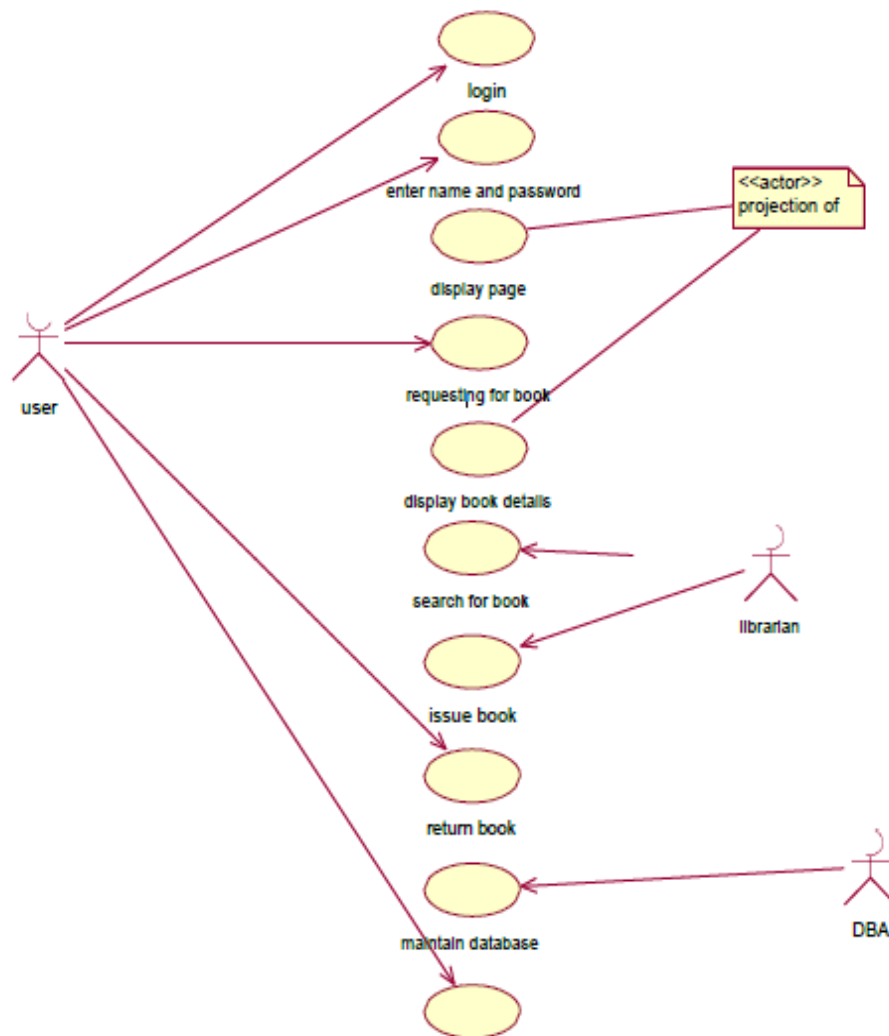 login
enter name and password
<<actor>>
projection of
display page
requesting for book
user
display book details
search for book
librarian
issue book
return book
DBA
maintain database